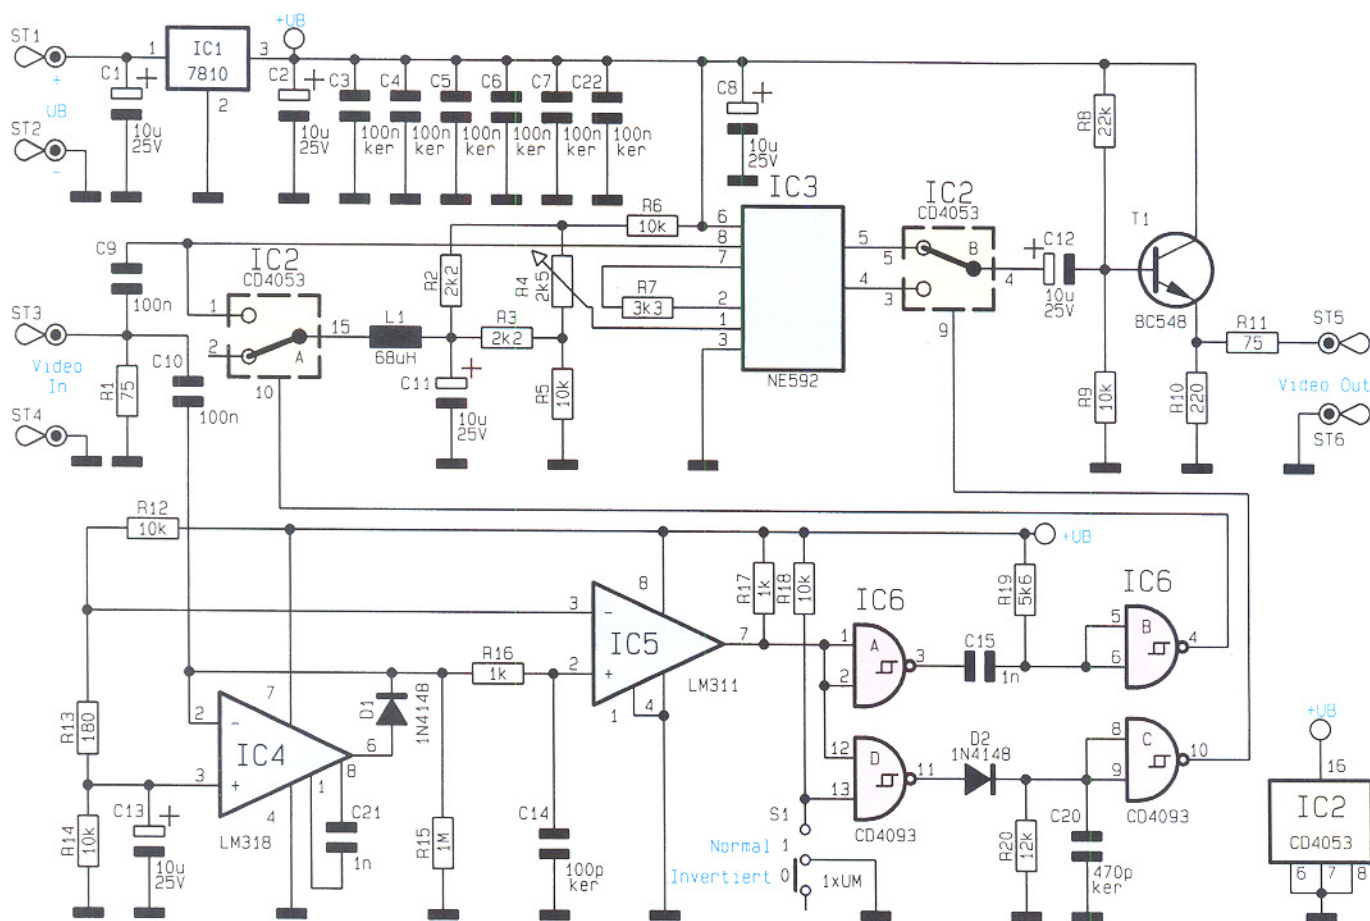 ST1
+
UB
ST2
-
C1
+
10u
25V
1
IC1
7810
3
2
+UB
C2
+
10u
25V
C3
100n
ker
C4
100n
ker
C5
100n
ker
C6
100n
ker
C7
100n
ker
C22
100n
ker
C8
+
10u
25V
R8
22k
C9
100n
IC2
CD4053
1
2
15
A
10
ST3
Video
In
ST4
R1
75
C10
100n
L1
68uH
R2
2k2
R3
2k2
C11
+
10u
25V
R4
2k5
R5
10k
R6
10k
R7
3k3
IC3
6
8
7
2
1
3
5
4
NE592
IC2
CD4053
5
3
B
4
9
+
C12
10u
25V
R9
10k
T1
BC548
R10
220
R11
75
ST5
Video Out
ST6
R12
10k
+UB
R13
180
R14
10k
C13
+
10u
25V
2
-
3
+
IC4
7
6
8
1
4
LM318
C21
1n
D1
1N4148
R15
1M
R16
1k
C14
100p
ker
3
-
2
+
IC5
8
7
1
4
LM311
R17
1k
R18
10k
IC6
1
2
A
3
12
13
D
11
CD4093
C15
1n
R19
5k6
IC6
5
6
B
4
D2
1N4148
8
9
C
10
CD4093
R20
12k
C20
470p
ker
S1
Normal
1
Invertiert
0
1xUM
+UB
16
IC2
CD4053
6
7
8